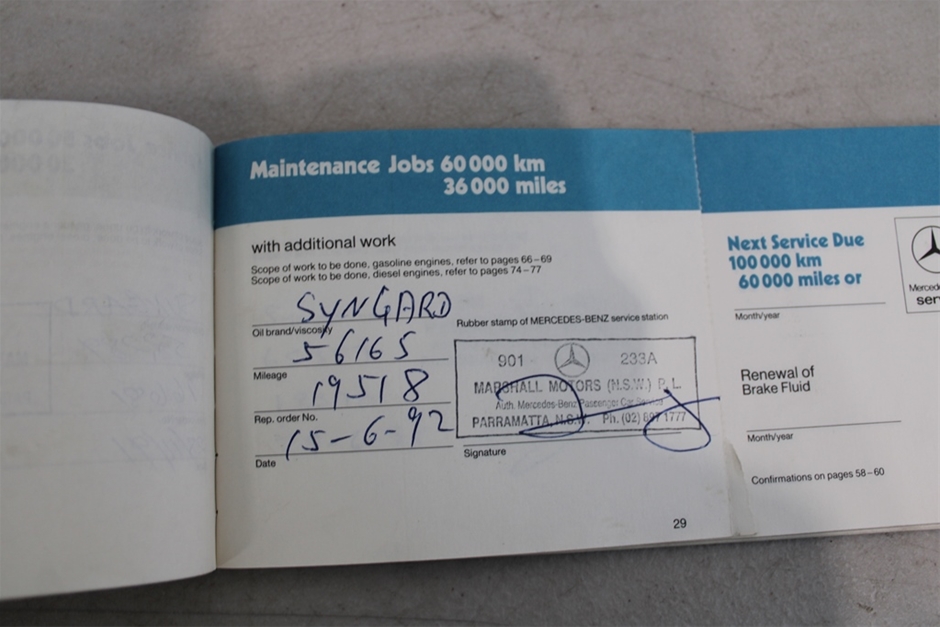 Maintenance Jobs 60 000 km
36 000 miles
with additional work
Scope of work to be done, gasoline engines, refer to pages 66–69
Scope of work to be done, diesel engines, refer to pages 74–77
SYNGARD
Oil brand/viscosity
56165
Mileage
19518
Rep. order No.
15-6-92
Date
Rubber stamp of MERCEDES-BENZ service station
901 233A
MARSHALL MOTORS (N.S.W.) P. L.
Auth. Mercedes-Benz Passenger Car Service
PARRAMATTA, N.S.W. Ph. (02) 1777
Signature
29
Next Service Due
100 000 km
60 000 miles or
Month/year
Renewal of
Brake Fluid
Month/year
Confirmations on pages 58–60